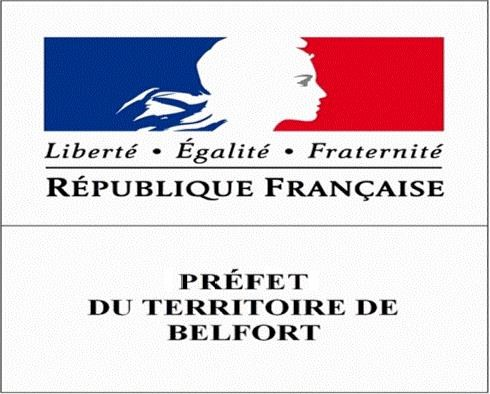 Liberté • Égalité • Fraternité
RÉPUBLIQUE FRANÇAISE
PRÉFET
DU TERRITOIRE DE
BELFORT